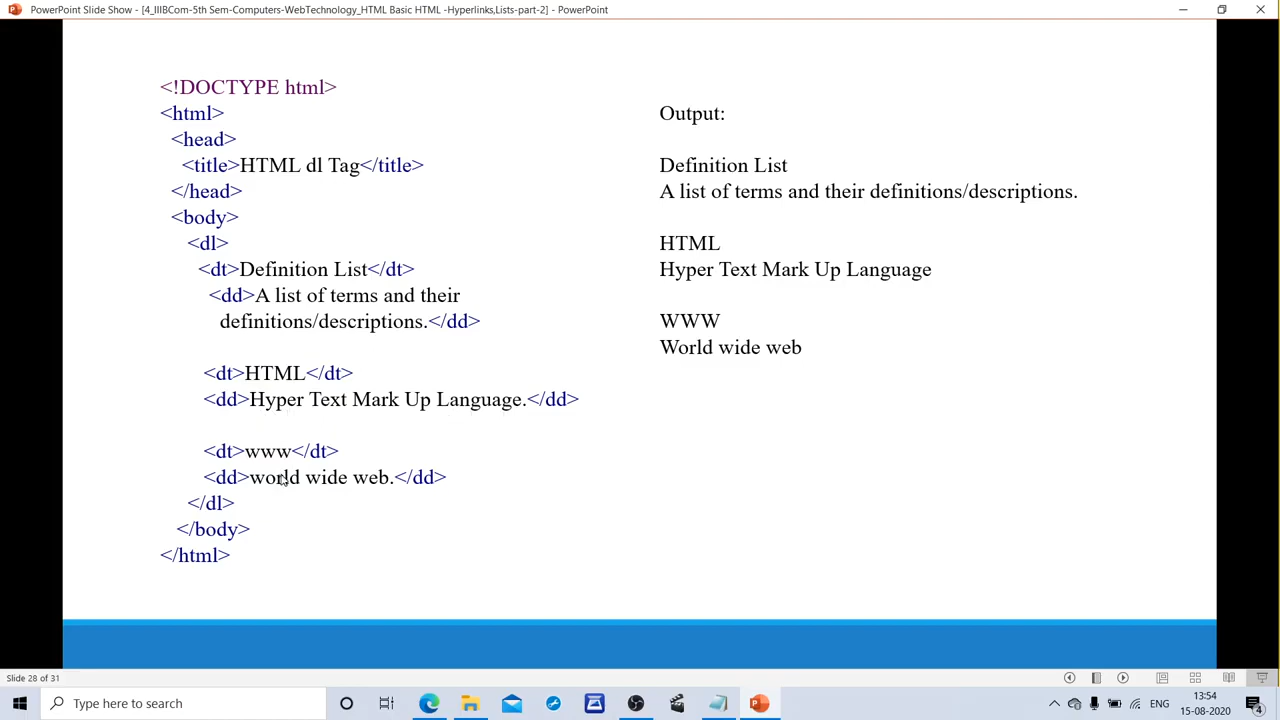 PowerPoint Slide Show - [4_IIIBCom-5th Sem-Computers-WebTechnology_HTML Basic HTML -Hyperlinks,Lists-part-2] - PowerPoint
<!DOCTYPE html>
<html>
<head>
<title>HTML dl Tag</title>
</head>
<body>
<dl>
<dt>Definition List</dt>
<dd>A list of terms and their
definitions/descriptions.</dd>
<dt>HTML</dt>
<dd>Hyper Text Mark Up Language.</dd>
<dt>www</dt>
<dd>world wide web.</dd>
</dl>
</body>
</html>
Output:
Definition List
A list of terms and their definitions/descriptions.
HTML
Hyper Text Mark Up Language
WWW
World wide web
Slide 28 of 31
Type here to search
ENG
13:54
15-08-2020
4